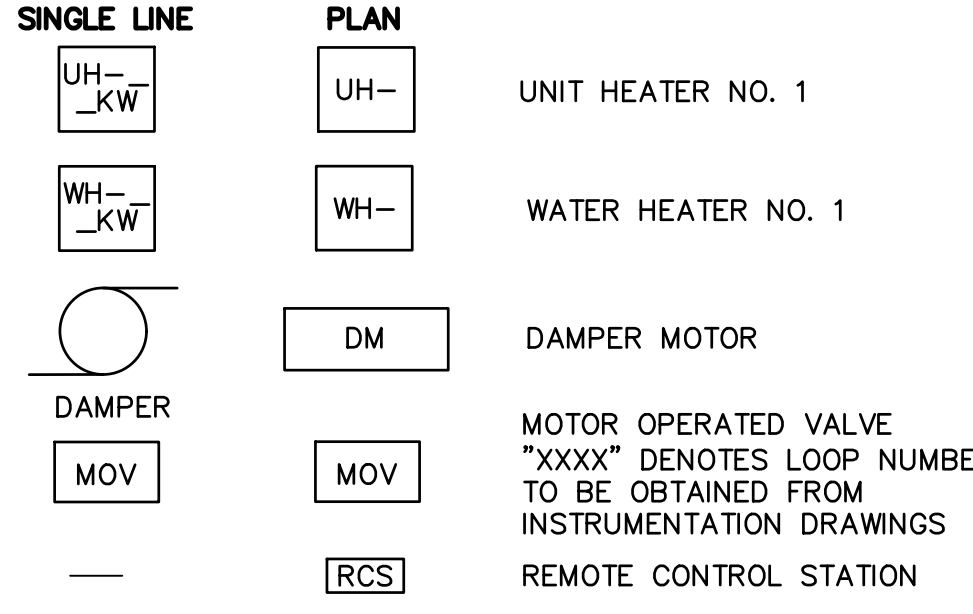 SINGLE LINE PLAN
UH-_
_KW
UH-
UNIT HEATER NO. 1
WH-_
_KW
WH-
WATER HEATER NO. 1
DM
DAMPER MOTOR
DAMPER
MOV
MOV
MOTOR OPERATED VALVE
"XXXX" DENOTES LOOP NUMBE
TO BE OBTAINED FROM
INSTRUMENTATION DRAWINGS
RCS
REMOTE CONTROL STATION